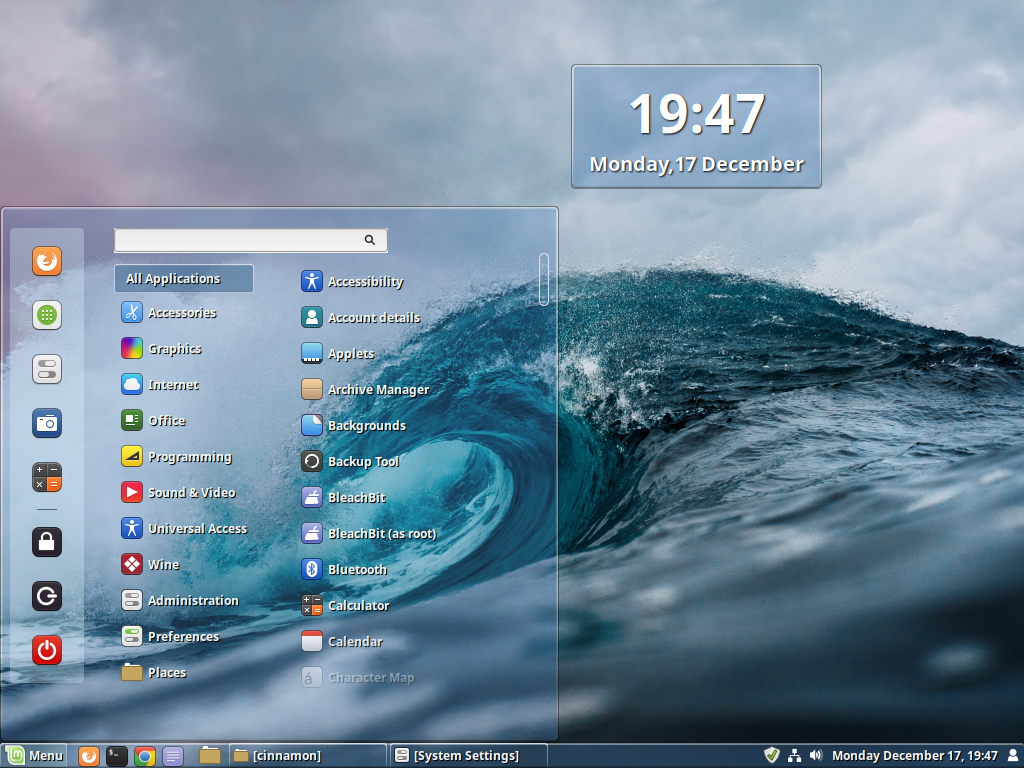 19:47
Monday,17 December
All Applications
Accessories
Graphics
Internet
Office
Programming
Sound & Video
Universal Access
Wine
Administration
Preferences
Places
Accessibility
Account details
Applets
Archive Manager
Backgrounds
Backup Tool
BleachBit
BleachBit (as root)
Bluetooth
Calculator
Calendar
Character Map
Menu
[cinnamon]
[System Settings]
Monday December 17, 19:47